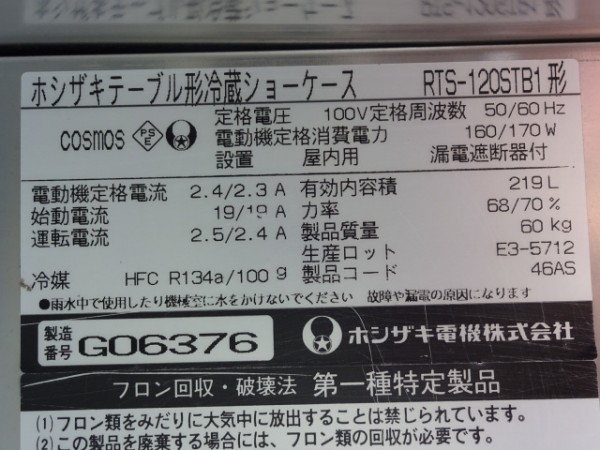 ホシザキテーブル形冷蔵ショーケース RTS-120STB1形
定格電圧 100V 定格周波数 50/60 Hz
cosmos PSE 電動機定格消費電力 160/170 W
設置 屋内用 漏電遮断器付
電動機定格電流 2.4/2.3 A 有効内容積 219 L
始動電流 19/19 A 力率 68/70 %
運転電流 2.5/2.4 A 製品質量 60 kg
生産ロット E3-5712
冷媒 HFC R134a/100 g 製品コード 46AS
●雨水中で使用したり機械室に水をかけないでください 故障や漏電の原因になります
製造番号 G06376 ホシザキ電機株式会社
フロン回収・破壊法 第一種特定製品
(1)フロン類をみだりに大気中に放出することは禁じられています。
(2)この製品を廃棄する場合には、フロン類の回収が必要です。